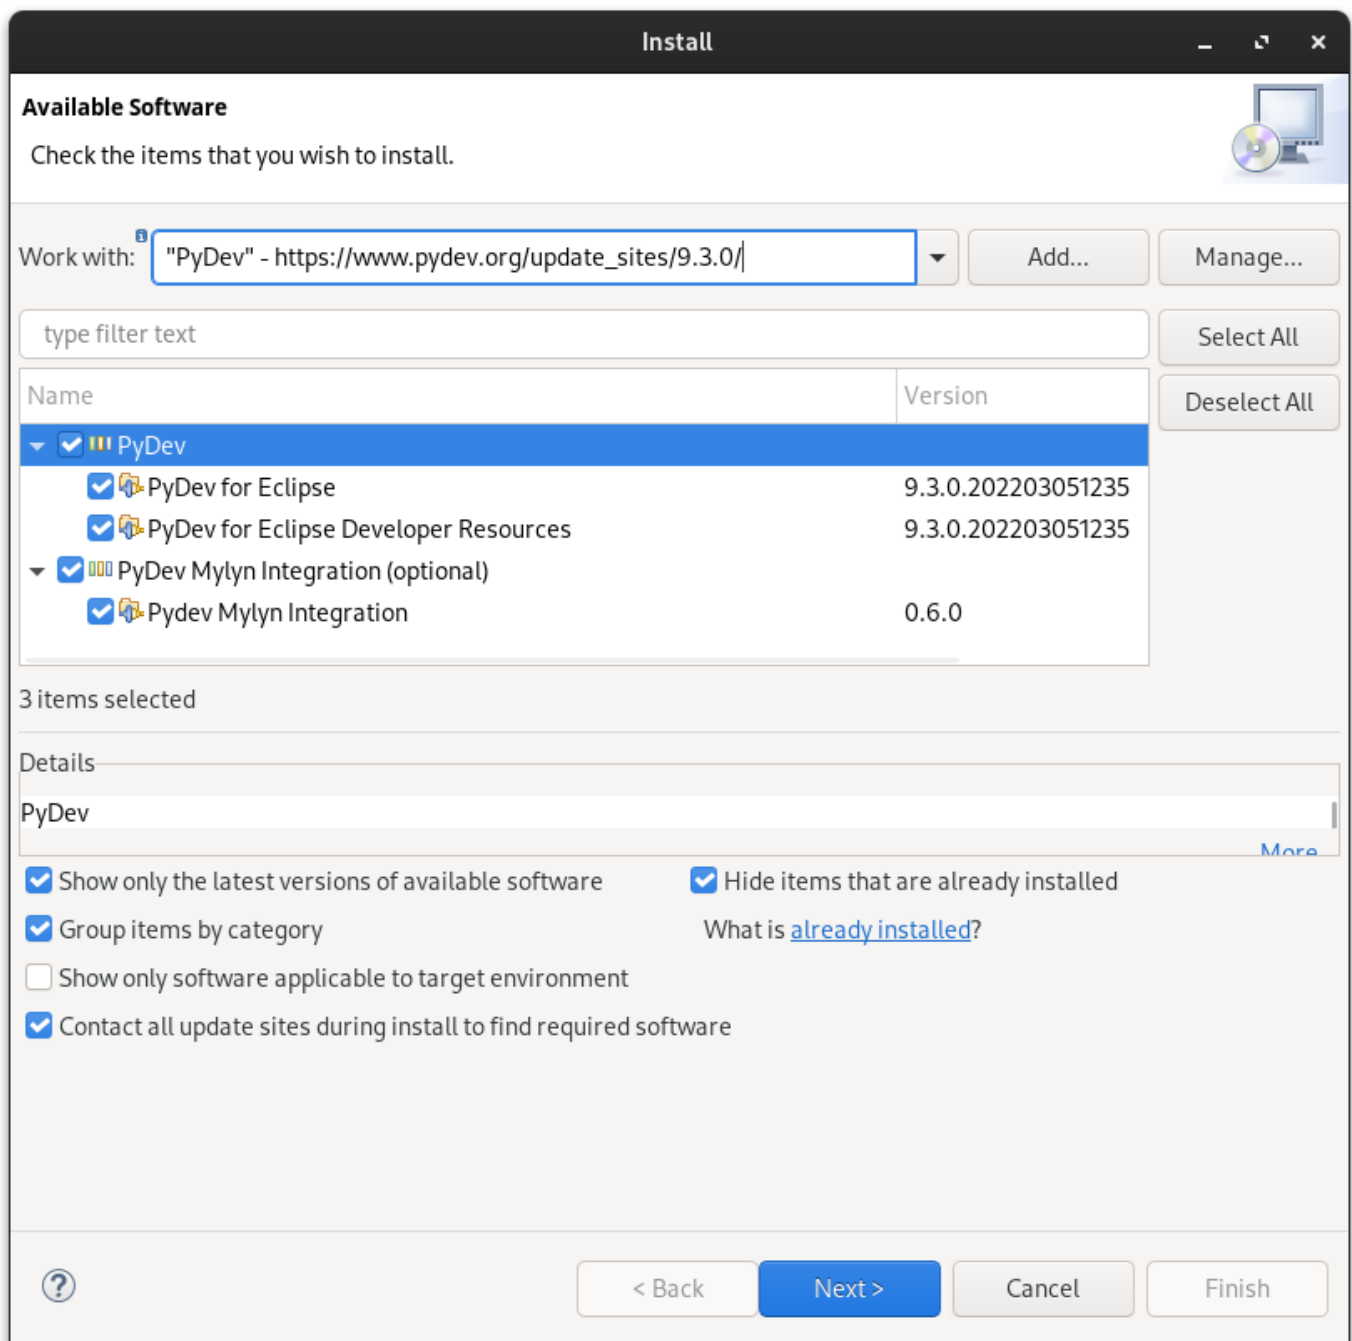 Install
Available Software
Check the items that you wish to install.
Work with: "PyDev" - https://www.pydev.org/update_sites/9.3.0/ Add... Manage...
type filter text Select All
Name Version Deselect All
PyDev
PyDev for Eclipse 9.3.0.202203051235
PyDev for Eclipse Developer Resources 9.3.0.202203051235
PyDev Mylyn Integration (optional)
Pydev Mylyn Integration 0.6.0
3 items selected
Details
PyDev
More
Show only the latest versions of available software Hide items that are already installed
Group items by category What is already installed?
Show only software applicable to target environment
Contact all update sites during install to find required software
? < Back Next > Cancel Finish